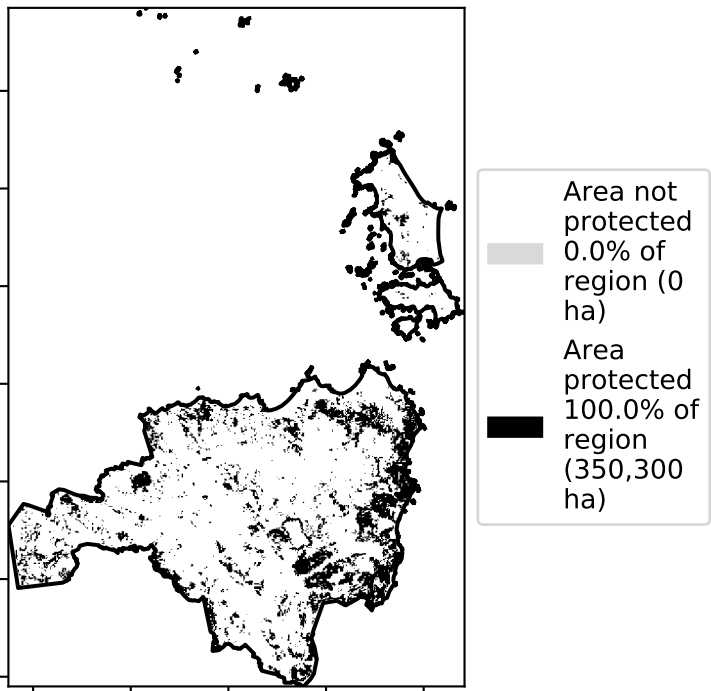 Area not
protected
0.0% of
region (0
ha)
Area
protected
100.0% of
region
(350,300
ha)